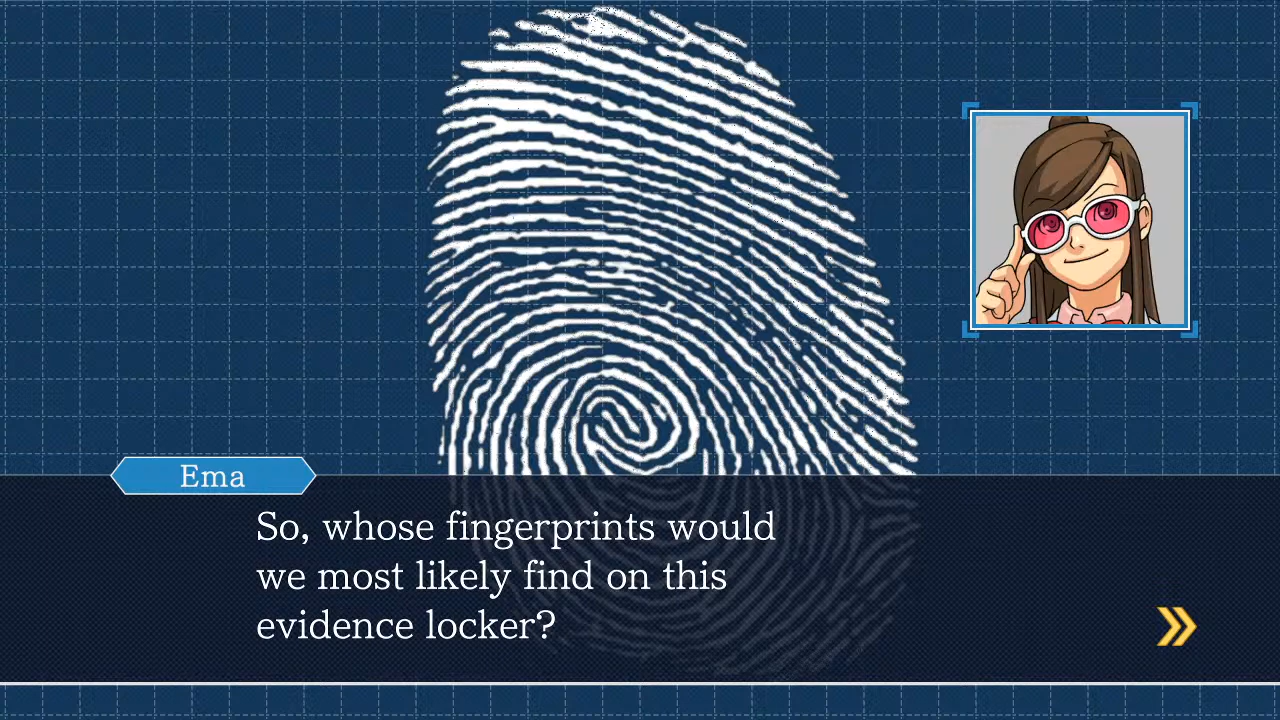 Ema
So, whose fingerprints would
we most likely find on this
evidence locker?